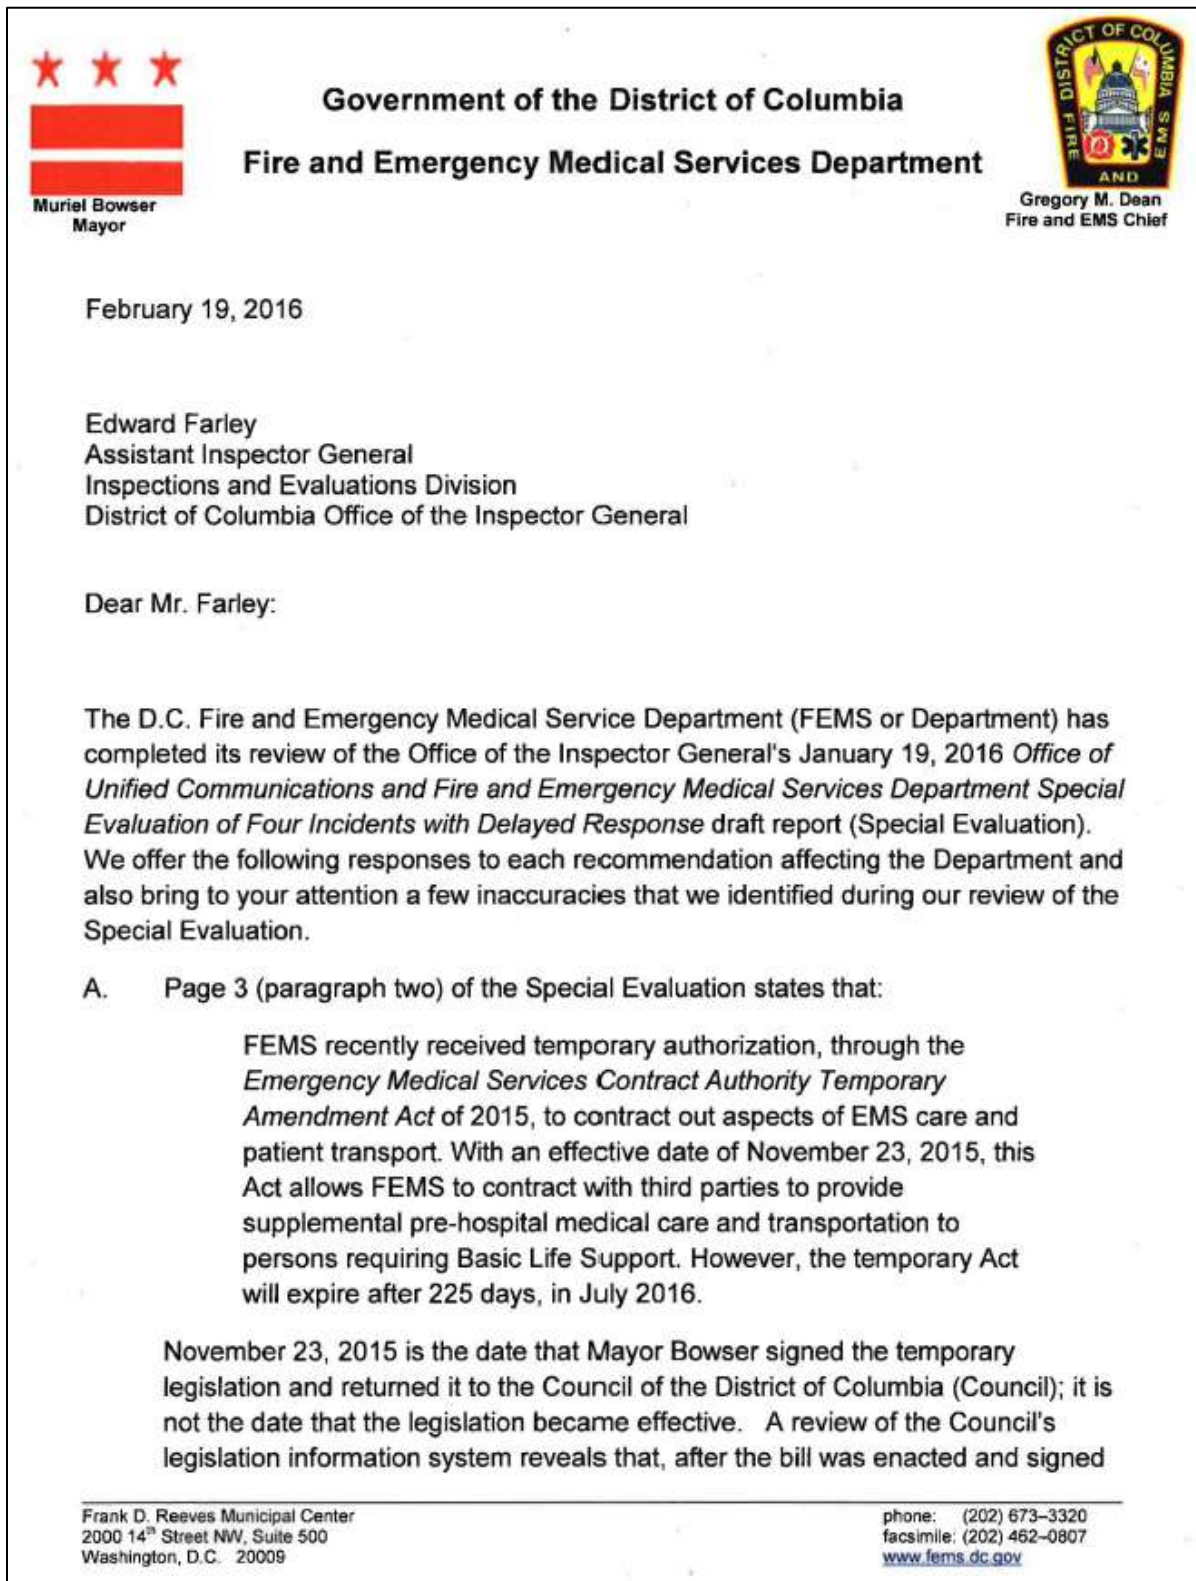 Government of the District of Columbia
Fire and Emergency Medical Services Department
Muriel Bowser
Mayor
DISTRICT OF COLUMBIA
FIRE AND EMS
Gregory M. Dean
Fire and EMS Chief
February 19, 2016
Edward Farley
Assistant Inspector General
Inspections and Evaluations Division
District of Columbia Office of the Inspector General
Dear Mr. Farley:
The D.C. Fire and Emergency Medical Service Department (FEMS or Department) has
completed its review of the Office of the Inspector General's January 19, 2016 Office of
Unified Communications and Fire and Emergency Medical Services Department Special
Evaluation of Four Incidents with Delayed Response draft report (Special Evaluation).
We offer the following responses to each recommendation affecting the Department and
also bring to your attention a few inaccuracies that we identified during our review of the
Special Evaluation.
A. Page 3 (paragraph two) of the Special Evaluation states that:
FEMS recently received temporary authorization, through the
Emergency Medical Services Contract Authority Temporary
Amendment Act of 2015, to contract out aspects of EMS care and
patient transport. With an effective date of November 23, 2015, this
Act allows FEMS to contract with third parties to provide
supplemental pre-hospital medical care and transportation to
persons requiring Basic Life Support. However, the temporary Act
will expire after 225 days, in July 2016.
November 23, 2015 is the date that Mayor Bowser signed the temporary
legislation and returned it to the Council of the District of Columbia (Council); it is
not the date that the legislation became effective. A review of the Council's
legislation information system reveals that, after the bill was enacted and signed
Frank D. Reeves Municipal Center
2000 14th Street NW, Suite 500
Washington, D.C. 20009
phone: (202) 673–3320
facsimile: (202) 462–0807
www.fems.dc.gov